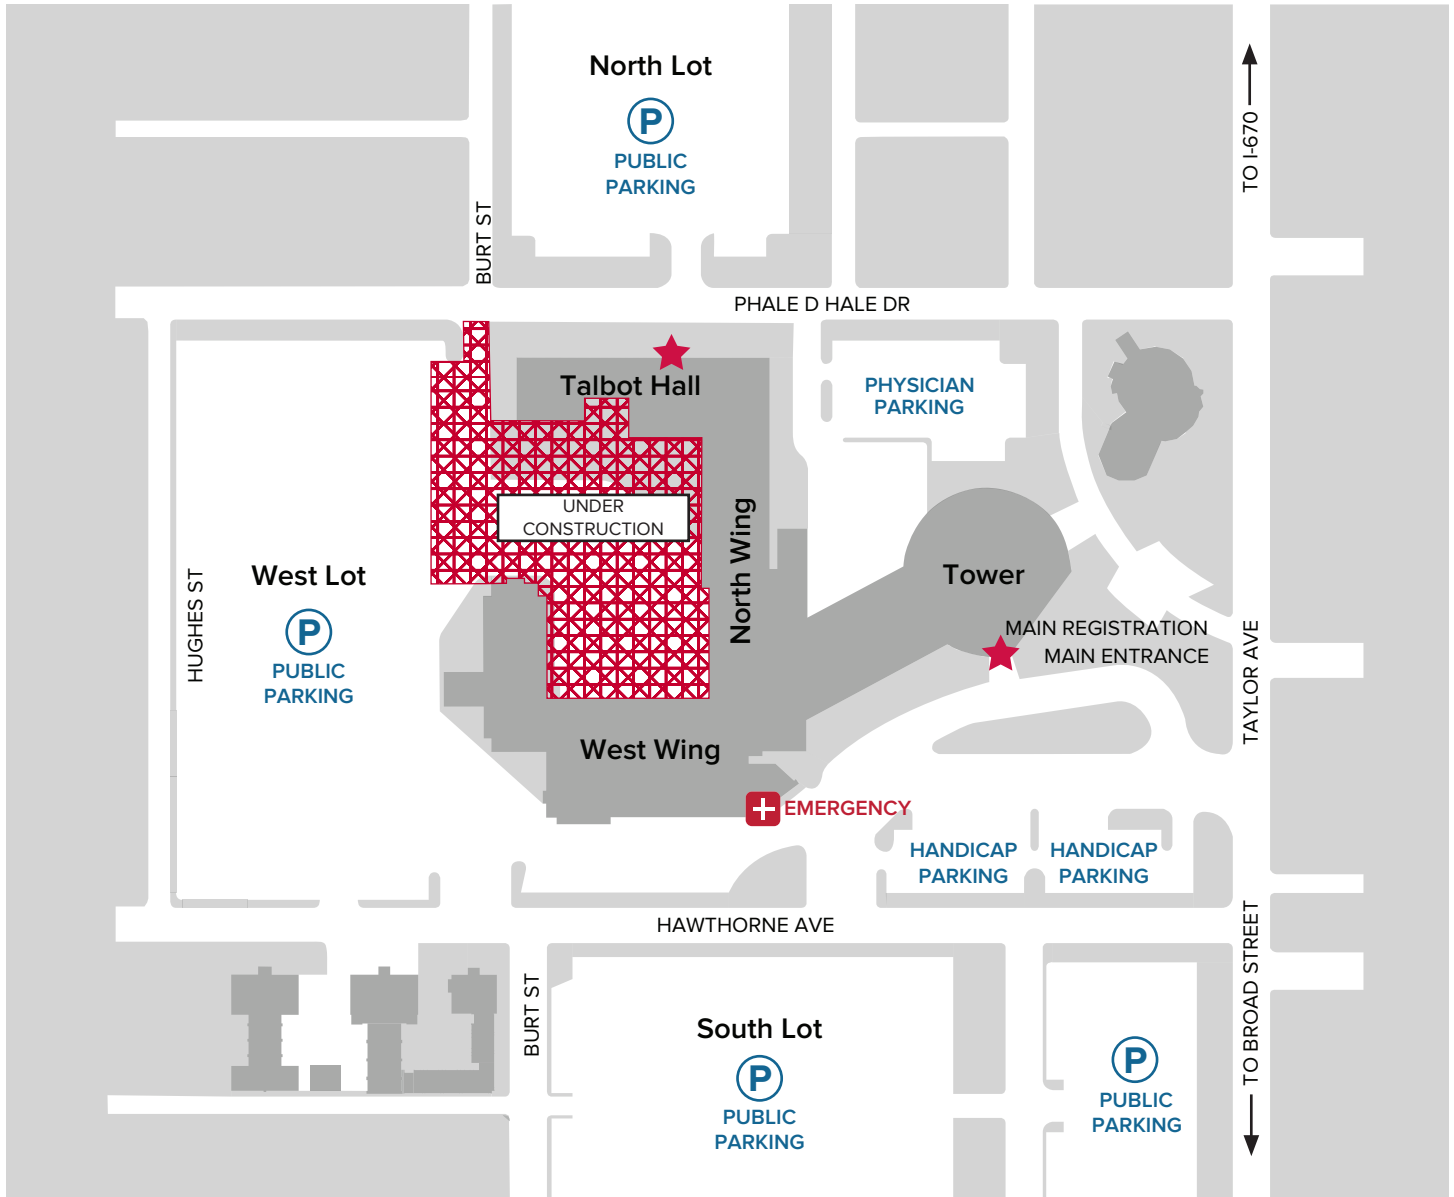 North Lot
P
PUBLIC
PARKING
TO I-670
BURT ST
PHALE D HALE DR
Talbot Hall
PHYSICIAN
PARKING
UNDER
CONSTRUCTION
North Wing
West Lot
P
PUBLIC
PARKING
HUGHES ST
Tower
MAIN REGISTRATION
MAIN ENTRANCE
TAYLOR AVE
West Wing
EMERGENCY
HANDICAP
PARKING
HANDICAP
PARKING
HAWTHORNE AVE
BURT ST
South Lot
P
PUBLIC
PARKING
P
PUBLIC
PARKING
TO BROAD STREET